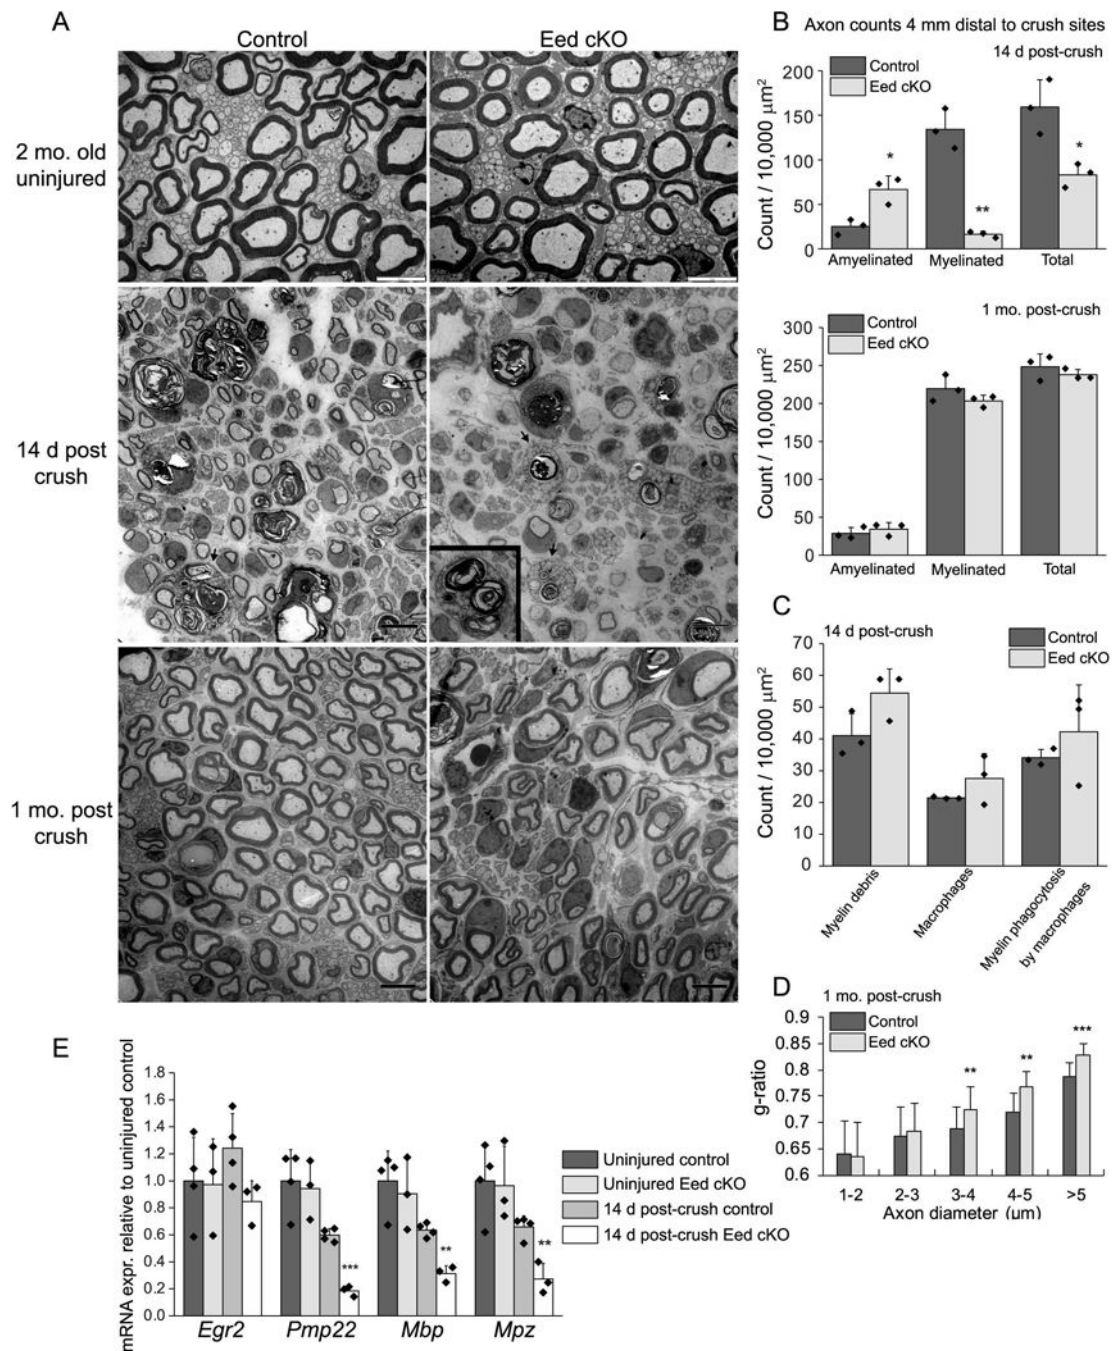 A
Control
Eed cKO
2 mo. old
uninjured
14 d post
crush
1 mo. post
crush
B
Axon counts 4 mm distal to crush sites
14 d post-crush
Control
Eed cKO
Count / 10,000 µm²
200
150
100
50
0
*
**
*
Amyelinated
Myelinated
Total
1 mo. post-crush
Control
Eed cKO
Count / 10,000 µm²
300
250
200
150
100
50
0
Amyelinated
Myelinated
Total
C
14 d post-crush
Control
Eed cKO
Count / 10,000 µm²
70
60
50
40
30
20
10
0
Myelin debris
Macrophages
Myelin phagocytosis
by macrophages
D
1 mo. post-crush
Control
Eed cKO
g-ratio
0.9
0.85
0.8
0.75
0.7
0.65
0.6
**
**
***
1-2
2-3
3-4
4-5
>5
Axon diameter (um)
E
mRNA expr. relative to uninjured control
1.8
1.6
1.4
1.2
1.0
0.8
0.6
0.4
0.2
0.0
***
**
**
Egr2
Pmp22
Mbp
Mpz
Uninjured control
Uninjured Eed cKO
14 d post-crush control
14 d post-crush Eed cKO